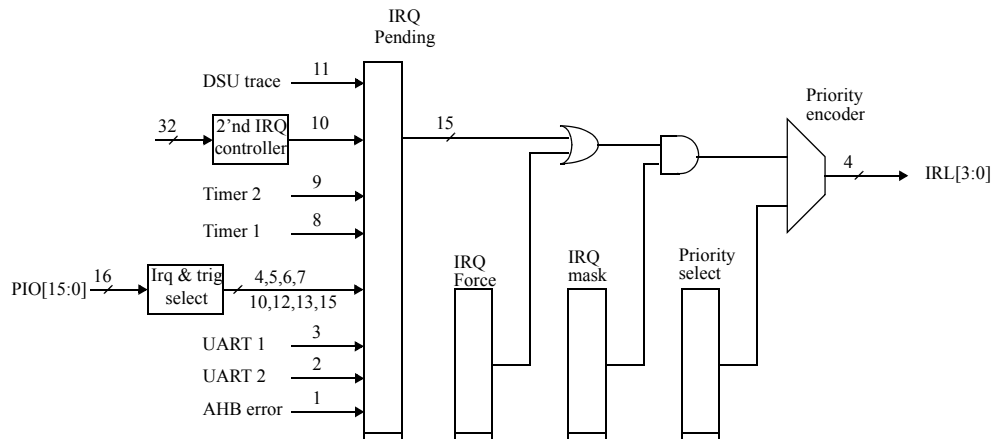 IRQ
Pending
DSU trace
11
32
2'nd IRQ
controller
10
15
Priority
encoder
4
IRL[3:0]
Timer 2
9
Timer 1
8
PIO[15:0]
16
Irq & trig
select
4,5,6,7
10,12,13,15
IRQ
Force
IRQ
mask
Priority
select
UART 1
3
UART 2
2
AHB error
1